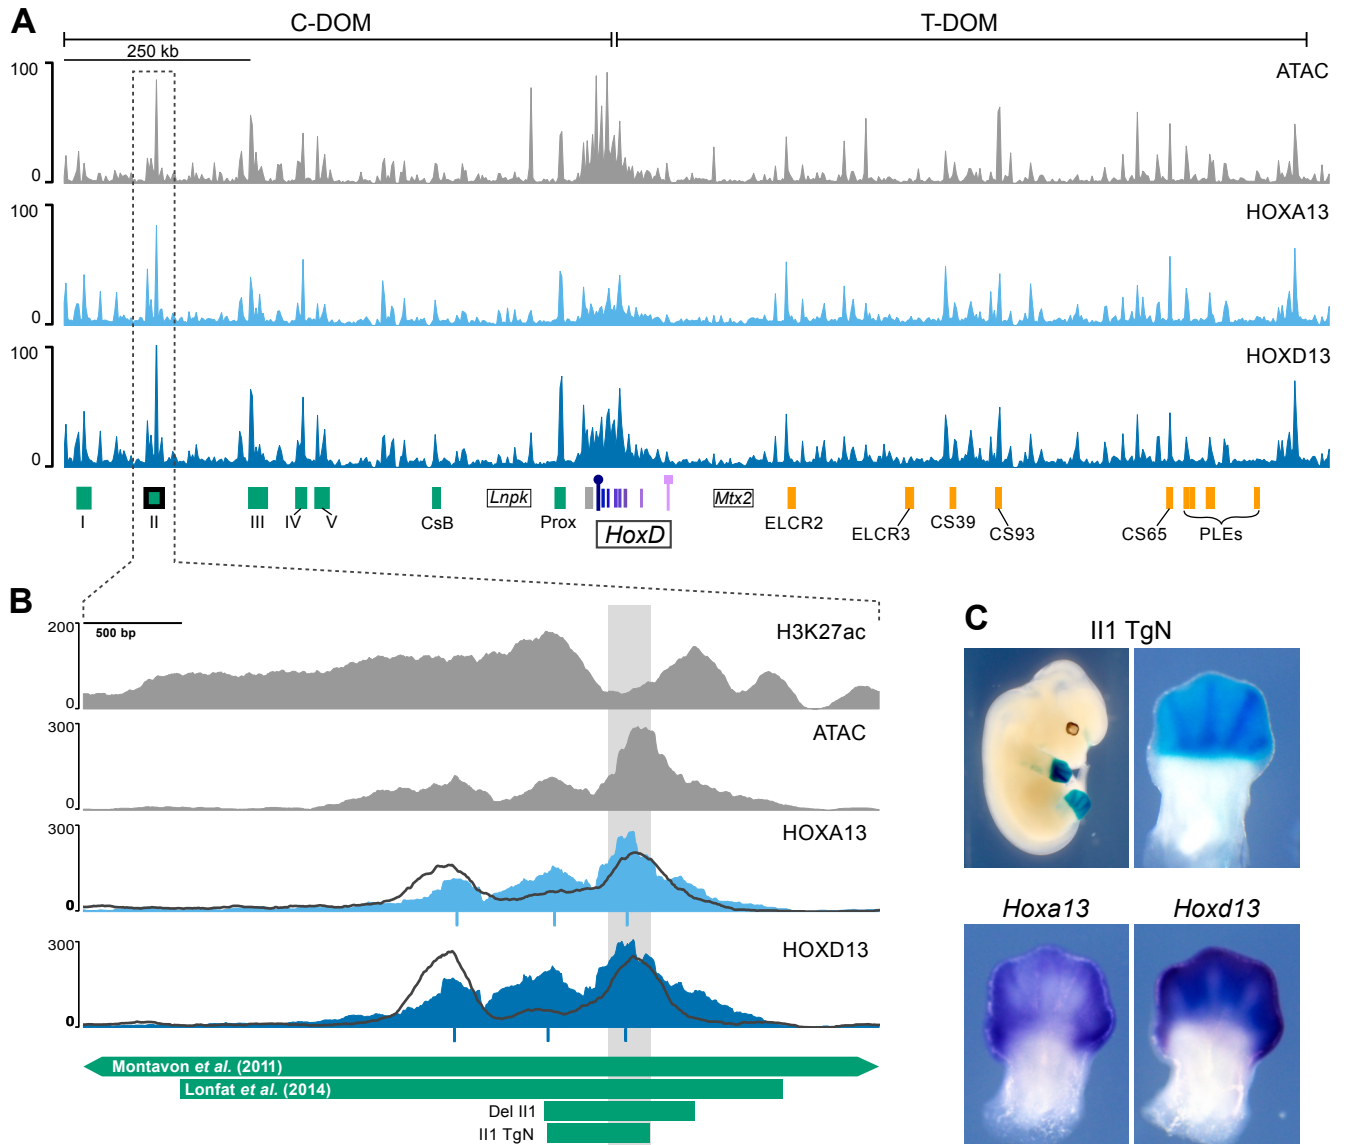 A
C-DOM
T-DOM
250 kb
100
0
ATAC
100
0
HOXA13
100
0
HOXD13
I
II
III
IV
V
CsB
Lnpk
Prox
HoxD
Mtx2
ELCR2
ELCR3
CS39
CS93
CS65
PLEs
B
500 bp
200
0
H3K27ac
300
0
ATAC
300
0
HOXA13
300
0
HOXD13
Montavon et al. (2011)
Lonfat et al. (2014)
Del II1
II1 TgN
C
II1 TgN
Hoxa13
Hoxd13